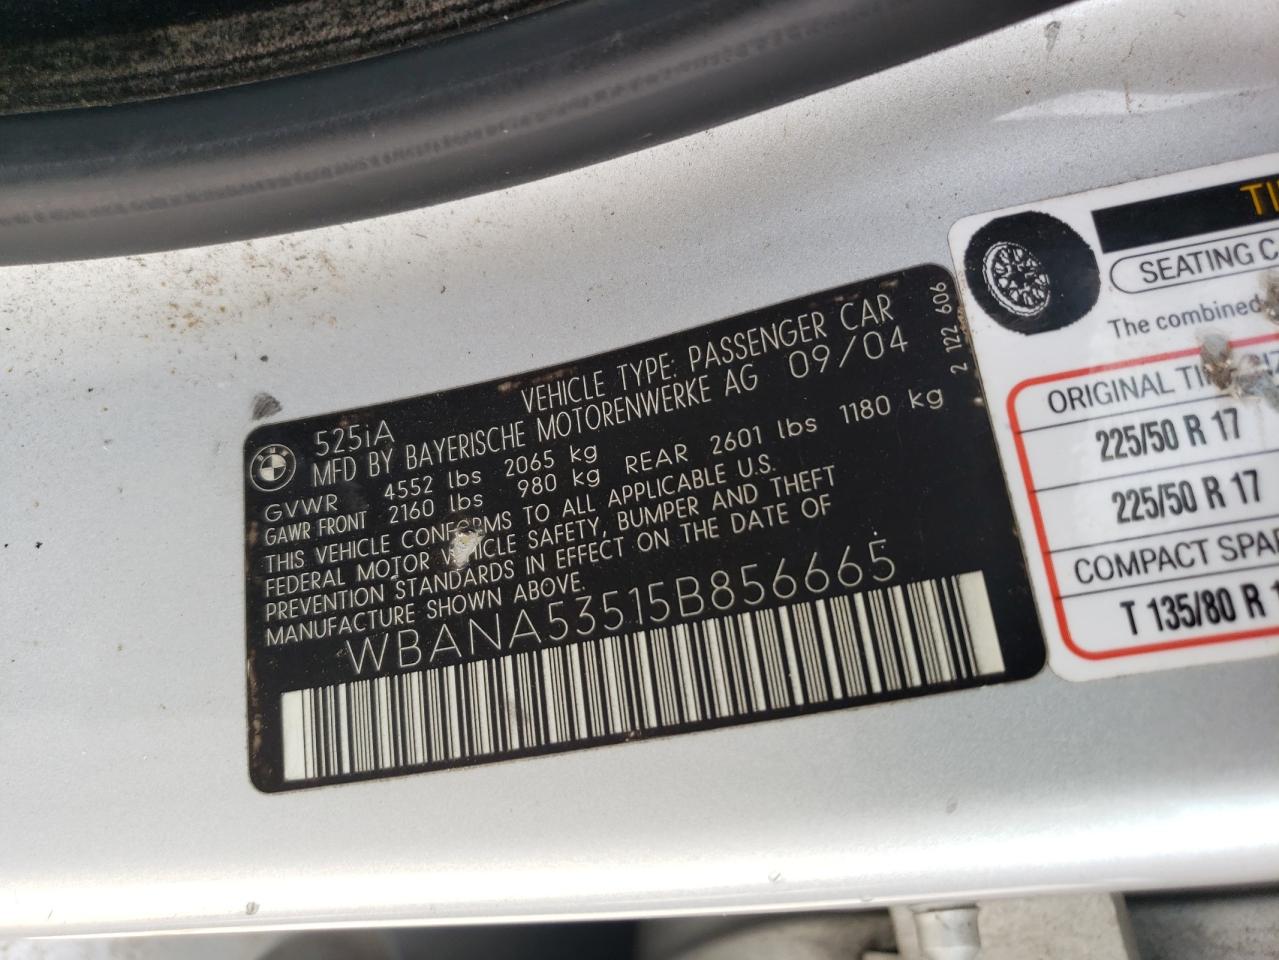 BMW
525iA
VEHICLE TYPE: PASSENGER CAR
MFD BY BAYERISCHE MOTORENWERKE AG 09/04
GVWR 4552 lbs 2065 kg
GAWR FRONT 2160 lbs 980 kg REAR 2601 lbs 1180 kg
THIS VEHICLE CONFORMS TO ALL APPLICABLE U.S.
FEDERAL MOTOR VEHICLE SAFETY, BUMPER AND THEFT
PREVENTION STANDARDS IN EFFECT ON THE DATE OF
MANUFACTURE SHOWN ABOVE.
WBANA53515B856665
2 122 606
SEATING
The combined
ORIGINAL
225/50 R 17
225/50 R 17
COMPACT
T 135/80 R